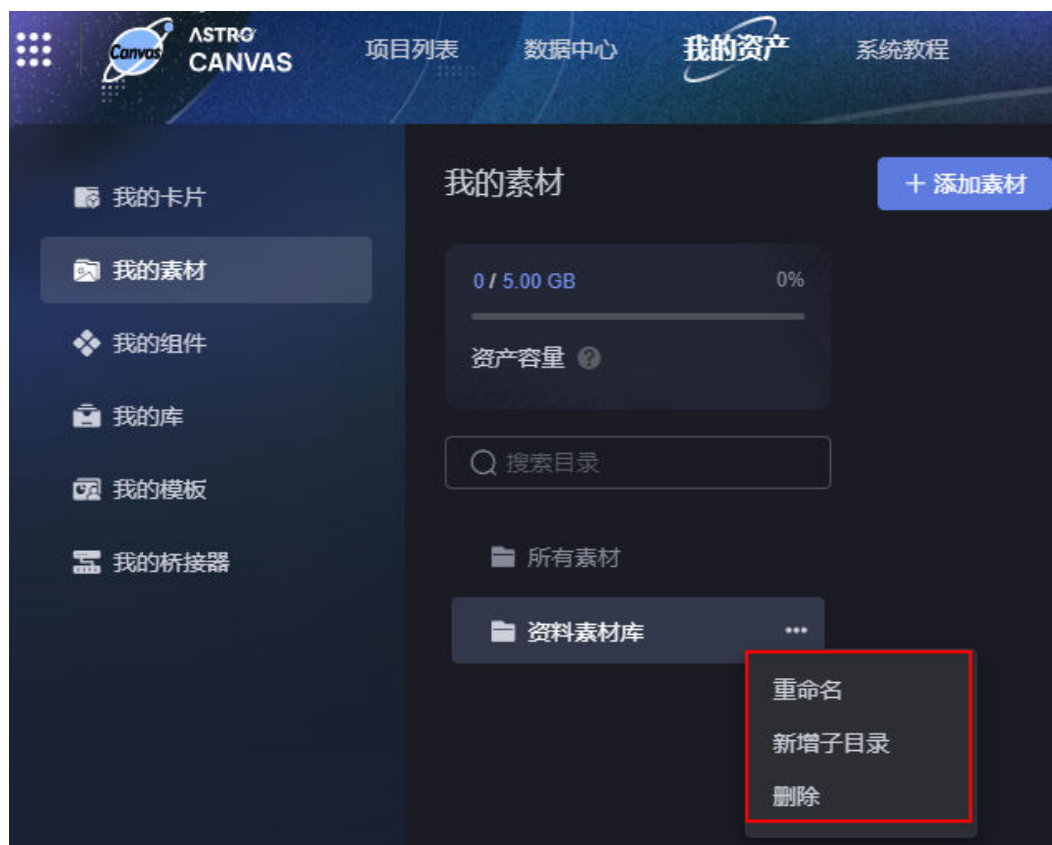 Canvas
ASTRO
CANVAS
项目列表
数据中心
我的资产
系统教程
我的卡片
我的素材
我的组件
我的库
我的模板
我的桥接器
我的素材
+ 添加素材
0 / 5.00 GB
0%
资产容量 ?
搜索目录
所有素材
资料素材库 ...
重命名
新增子目录
删除